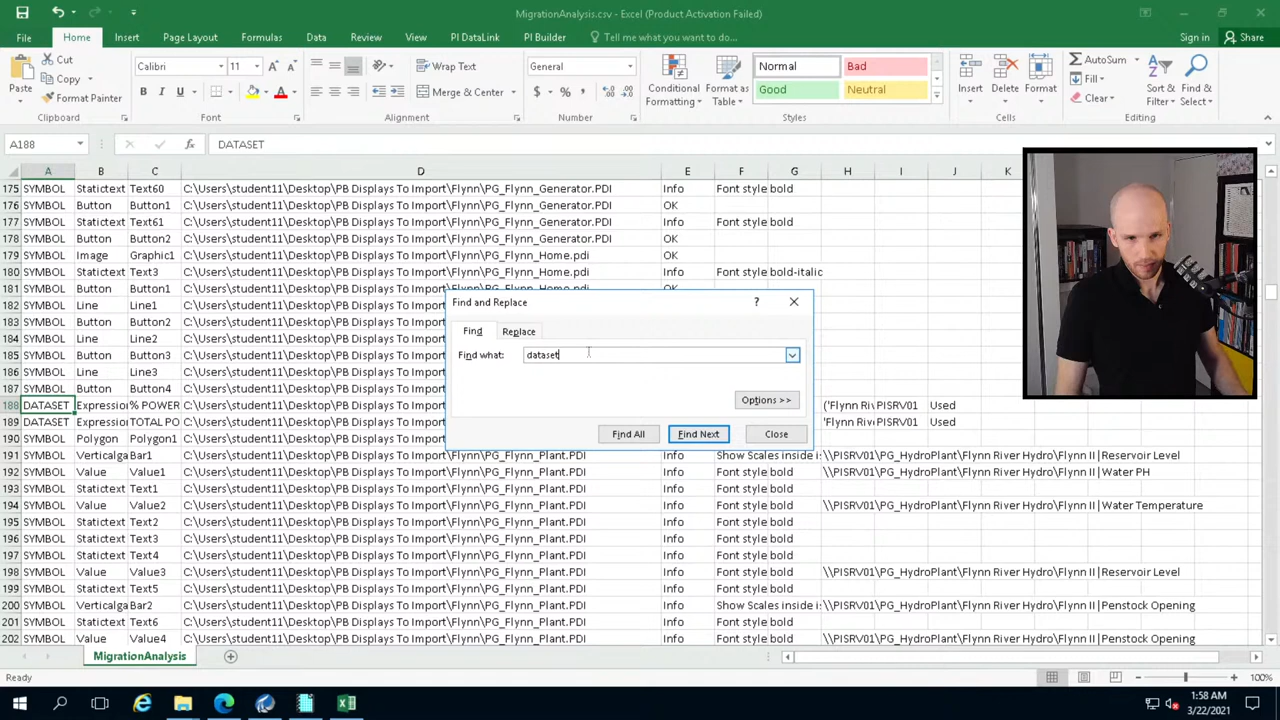 MigrationAnalysis.csv - Excel (Product Activation Failed)
File Home Insert Page Layout Formulas Data Review View PI DataLink PI Builder Tell me what you want to do... Sign in Share
Paste Cut Copy Format Painter Clipboard
Calibri 11 B I U A Font
Wrap Text Merge & Center Alignment
General $ % , Number
Conditional Formatting Format as Table Normal Bad Good Neutral Styles
Insert Delete Format Cells
AutoSum Fill Clear Sort & Filter Find & Select Editing
A188 fx DATASET
A B C D E F G H I J K
175 SYMBOL Statictext Text60 C:\Users\student11\Desktop\PB Displays To Import\Flynn\PG_Flynn_Generator.PDI Info Font style bold
176 SYMBOL Button Button1 C:\Users\student11\Desktop\PB Displays To Import\Flynn\PG_Flynn_Generator.PDI OK
177 SYMBOL Statictext Text61 C:\Users\student11\Desktop\PB Displays To Import\Flynn\PG_Flynn_Generator.PDI Info Font style bold
178 SYMBOL Button Button2 C:\Users\student11\Desktop\PB Displays To Import\Flynn\PG_Flynn_Generator.PDI OK
179 SYMBOL Image Graphic1 C:\Users\student11\Desktop\PB Displays To Import\Flynn\PG_Flynn_Home.pdi OK
180 SYMBOL Statictext Text3 C:\Users\student11\Desktop\PB Displays To Import\Flynn\PG_Flynn_Home.pdi Info Font style bold-italic
181 SYMBOL Button Button1 C:\Users\student11\Desktop\PB Displays To Import\Flynn\PG_Flynn_Home.pdi OK
182 SYMBOL Line Line1 C:\Users\student11\Desktop\PB Displays To I
183 SYMBOL Button Button2 C:\Users\student11\Desktop\PB Displays To I
184 SYMBOL Line Line2 C:\Users\student11\Desktop\PB Displays To I
185 SYMBOL Button Button3 C:\Users\student11\Desktop\PB Displays To I
186 SYMBOL Line Line3 C:\Users\student11\Desktop\PB Displays To I
187 SYMBOL Button Button4 C:\Users\student11\Desktop\PB Displays To I
188 DATASET Expression % POWER C:\Users\student11\Desktop\PB Displays To I ('Flynn Riv PISRV01 Used
189 DATASET Expression TOTAL PO C:\Users\student11\Desktop\PB Displays To I ('Flynn Riv PISRV01 Used
190 SYMBOL Polygon Polygon1 C:\Users\student11\Desktop\PB Displays To I
191 SYMBOL Verticalga Bar1 C:\Users\student11\Desktop\PB Displays To Import\Flynn\PG_Flynn_Plant.PDI Info Show Scales inside is \\PISRV01\PG_HydroPlant\Flynn River Hydro\Flynn II|Reservoir Level
192 SYMBOL Value Value1 C:\Users\student11\Desktop\PB Displays To Import\Flynn\PG_Flynn_Plant.PDI Info Font style bold \\PISRV01\PG_HydroPlant\Flynn River Hydro\Flynn II|Water PH
193 SYMBOL Statictext Text1 C:\Users\student11\Desktop\PB Displays To Import\Flynn\PG_Flynn_Plant.PDI Info Font style bold
194 SYMBOL Value Value2 C:\Users\student11\Desktop\PB Displays To Import\Flynn\PG_Flynn_Plant.PDI Info Font style bold \\PISRV01\PG_HydroPlant\Flynn River Hydro\Flynn II|Water Temperature
195 SYMBOL Statictext Text2 C:\Users\student11\Desktop\PB Displays To Import\Flynn\PG_Flynn_Plant.PDI Info Font style bold
196 SYMBOL Statictext Text3 C:\Users\student11\Desktop\PB Displays To Import\Flynn\PG_Flynn_Plant.PDI Info Font style bold
197 SYMBOL Statictext Text4 C:\Users\student11\Desktop\PB Displays To Import\Flynn\PG_Flynn_Plant.PDI Info Font style bold
198 SYMBOL Value Value3 C:\Users\student11\Desktop\PB Displays To Import\Flynn\PG_Flynn_Plant.PDI Info Font style bold \\PISRV01\PG_HydroPlant\Flynn River Hydro\Flynn II|Reservoir Level
199 SYMBOL Statictext Text5 C:\Users\student11\Desktop\PB Displays To Import\Flynn\PG_Flynn_Plant.PDI Info Font style bold
200 SYMBOL Verticalga Bar2 C:\Users\student11\Desktop\PB Displays To Import\Flynn\PG_Flynn_Plant.PDI Info Show Scales inside is \\PISRV01\PG_HydroPlant\Flynn River Hydro\Flynn II|Penstock Opening
201 SYMBOL Statictext Text6 C:\Users\student11\Desktop\PB Displays To Import\Flynn\PG_Flynn_Plant.PDI Info Font style bold
202 SYMBOL Value Value4 C:\Users\student11\Desktop\PB Displays To Import\Flynn\PG_Flynn_Plant.PDI Info Font style bold \\PISRV01\PG_HydroPlant\Flynn River Hydro\Flynn II|Penstock Opening
Find and Replace ?
Find Replace
Find what: dataset
Options >>
Find All Find Next Close
MigrationAnalysis
Ready 100%
1:58 AM
3/22/2021